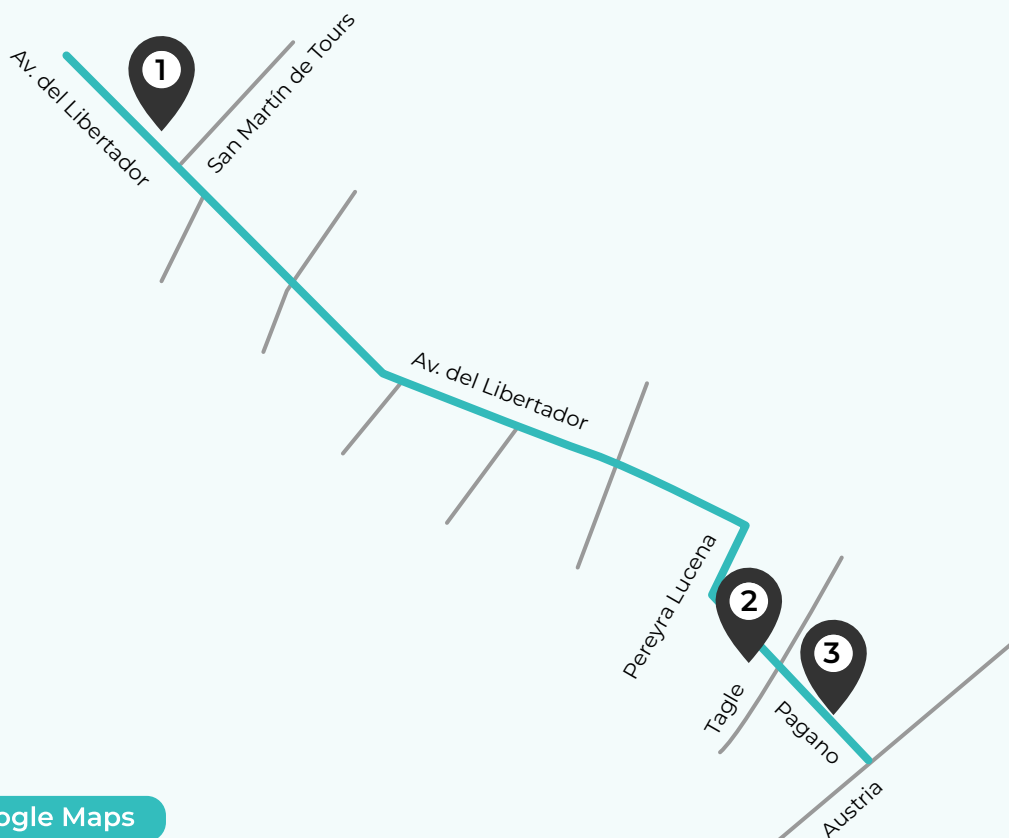 1
San Martín de Tours
Av. del Libertador
Av. del Libertador
Pereyra Lucena
2
3
Tagle
Pagano
Austria
ogle Maps